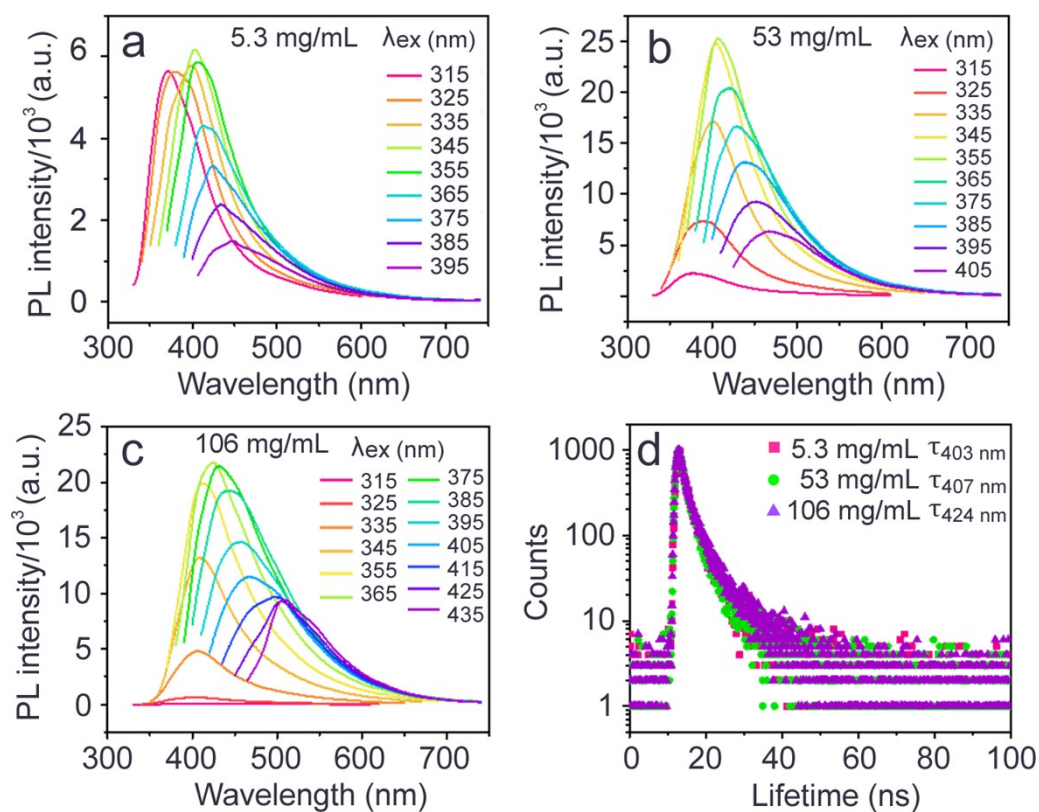 a
5.3 mg/mL
λex (nm)
315
325
335
345
355
365
375
385
395
6
4
2
0
300 400 500 600 700
PL intensity/10³ (a.u.)
Wavelength (nm)
b
53 mg/mL
λex (nm)
315
325
335
345
355
365
375
385
395
405
25
20
15
10
5
300 400 500 600 700
PL intensity/10³ (a.u.)
Wavelength (nm)
c
106 mg/mL
λex (nm)
315 375
325 385
335 395
345 405
355 415
365 425
435
25
20
15
10
5
0
300 400 500 600 700
PL intensity/10³ (a.u.)
Wavelength (nm)
d
5.3 mg/mL τ403 nm
53 mg/mL τ407 nm
106 mg/mL τ424 nm
1000
100
10
1
0 20 40 60 80 100
Counts
Lifetime (ns)